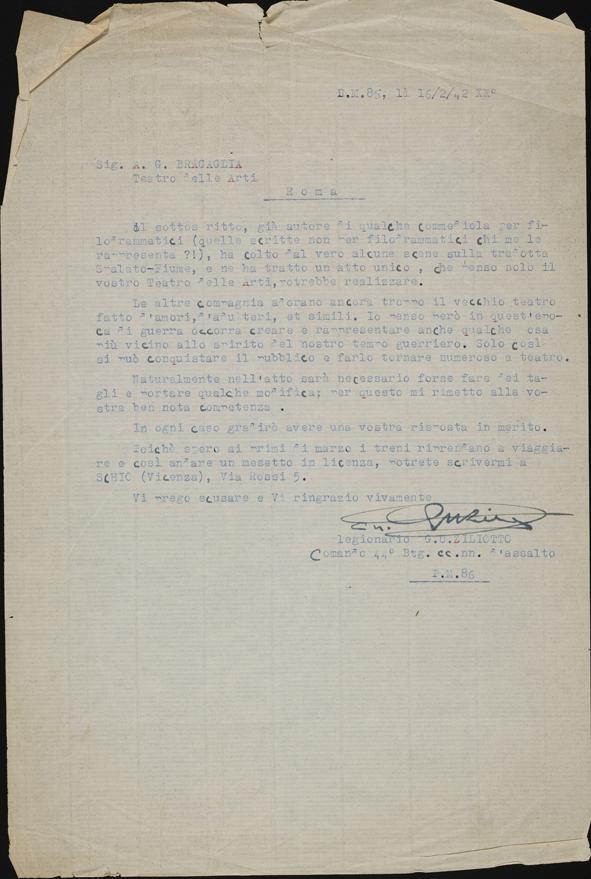 P.M.86, lì 16/2/42 XX°
Sig. A. G. BRAGAGLIA
Teatro delle Arti
R o m a
Il sottos ritto, già autore di qualche commediola per fi-
lodrammatici (quelle scritte non per filodrammatici chi me le
rappresenta ?!), ha colto dal vero alcune scene sulla tradotta
Spalato-Fiume, e ne ha tratto un atto unico , che penso solo il
vostro Teatro delle Arti, potrebbe realizzare.
Le altre compagnia adorano ancora troppo il vecchio teatro
fatto d'amori, d'adulteri, et simili. Io penso però in quest'epo-
ca di guerra occorra creare e rappresentare anche qualche osa
più vicino allo spirito del nostro tempo guerriero. Solo così
si può conquistare il pubblico e farlo tornare numeroso a teatro.
Naturalmente nell'atto sarà necessario forse fare dei ta-
gli e portare qualche modifica; per questo mi rimetto alla vo-
stra ben nota competenza .
In ogni caso gradirò avere una vostra risposta in merito.
Poichè spero ai primi di marzo i treni riprendano a viaggia-
re e così andare un mesetto in licenza, potrete scrivermi a
SCHIO (Vicenza), Via Rossi 5.
Vi prego scusare e Vi ringrazio vivamente
legionario G.U.ZILIOTTO
Comando 44° Btg. cc.nn. d'assalto
P.M.86